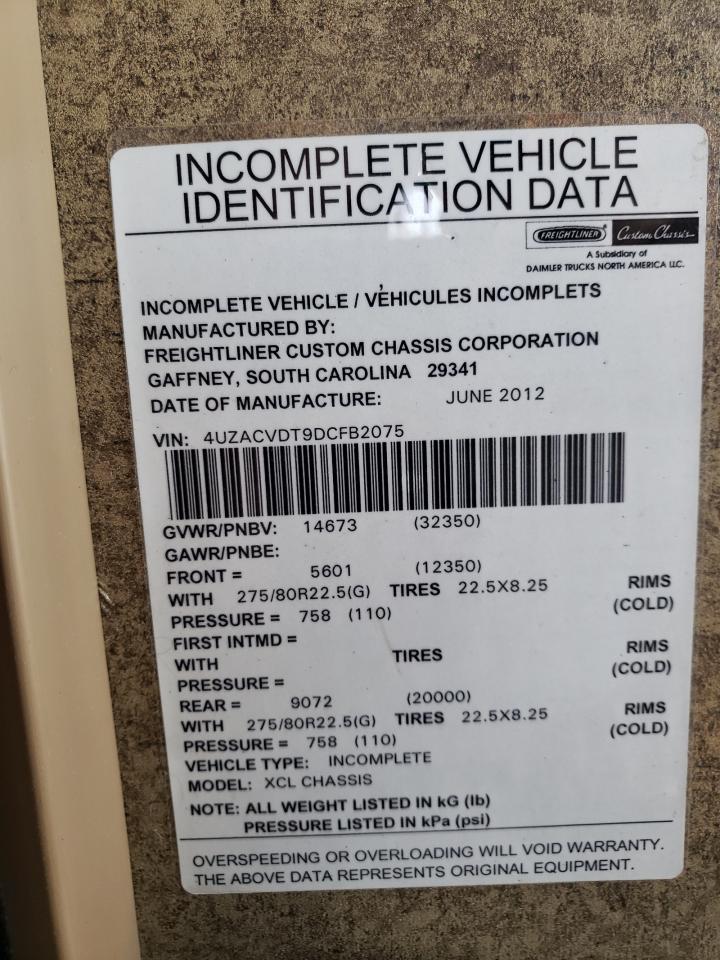 INCOMPLETE VEHICLE
IDENTIFICATION DATA
FREIGHTLINER Custom Chassis
A Subsidiary of
DAIMLER TRUCKS NORTH AMERICA LLC.
INCOMPLETE VEHICLE / VÉHICULES INCOMPLETS
MANUFACTURED BY:
FREIGHTLINER CUSTOM CHASSIS CORPORATION
GAFFNEY, SOUTH CAROLINA 29341
DATE OF MANUFACTURE: JUNE 2012
VIN: 4UZACVDT9DCFB2075
GVWR/PNBV: 14673 (32350)
GAWR/PNBE:
FRONT = 5601 (12350)
WITH 275/80R22.5(G) TIRES 22.5X8.25 RIMS
PRESSURE = 758 (110) (COLD)
FIRST INTMD =
WITH TIRES RIMS
PRESSURE = (COLD)
REAR = 9072 (20000)
WITH 275/80R22.5(G) TIRES 22.5X8.25 RIMS
PRESSURE = 758 (110) (COLD)
VEHICLE TYPE: INCOMPLETE
MODEL: XCL CHASSIS
NOTE: ALL WEIGHT LISTED IN kG (lb)
PRESSURE LISTED IN kPa (psi)
OVERSPEEDING OR OVERLOADING WILL VOID WARRANTY.
THE ABOVE DATA REPRESENTS ORIGINAL EQUIPMENT.